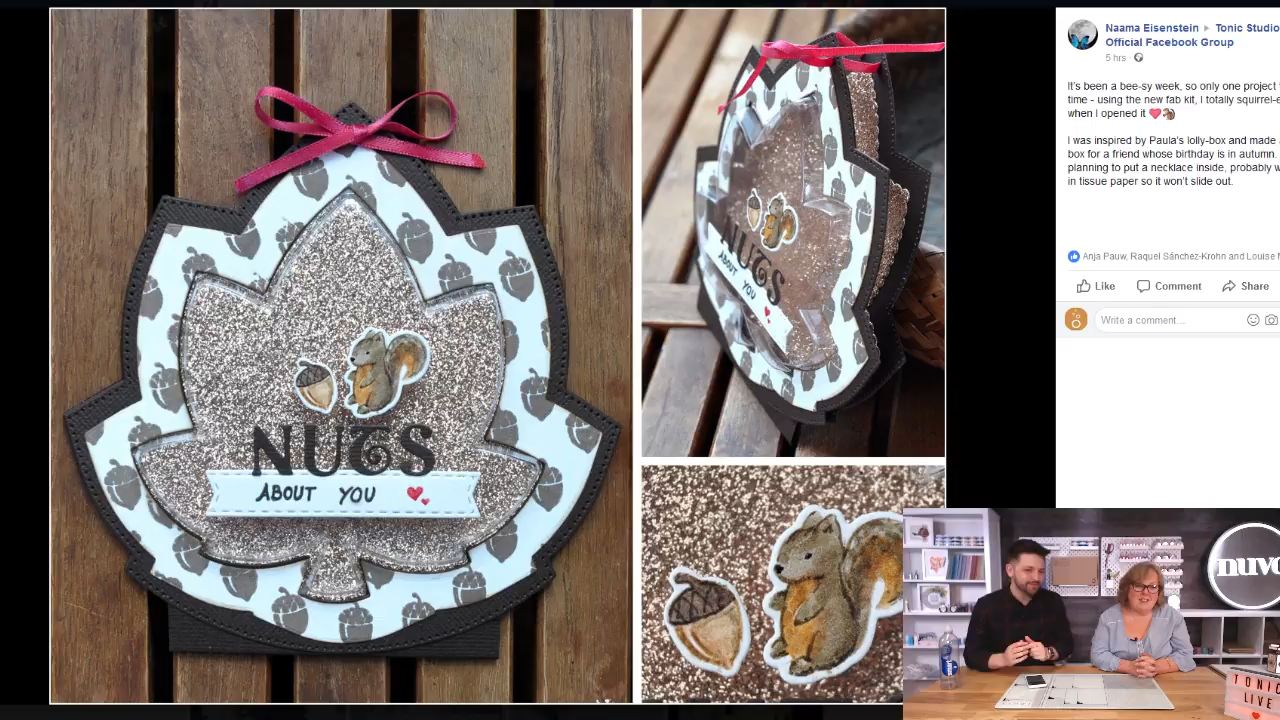 NUTS
ABOUT YOU
NUTS
ABOUT YOU
Naama Eisenstein ▸ Tonic Studio
Official Facebook Group
5 hrs ·
It's been a bee-sy week, so only one project
time - using the new fab kit, I totally squirrel-e
when I opened it ❤️🐿️
I was inspired by Paula's lolly-box and made
box for a friend whose birthday is in autumn.
planning to put a necklace inside, probably w
in tissue paper so it won't slide out.
Anja Pauw, Raquel Sánchez-Krohn and Louise
Like Comment Share
Write a comment...
nuvo
TONIC
LIVE